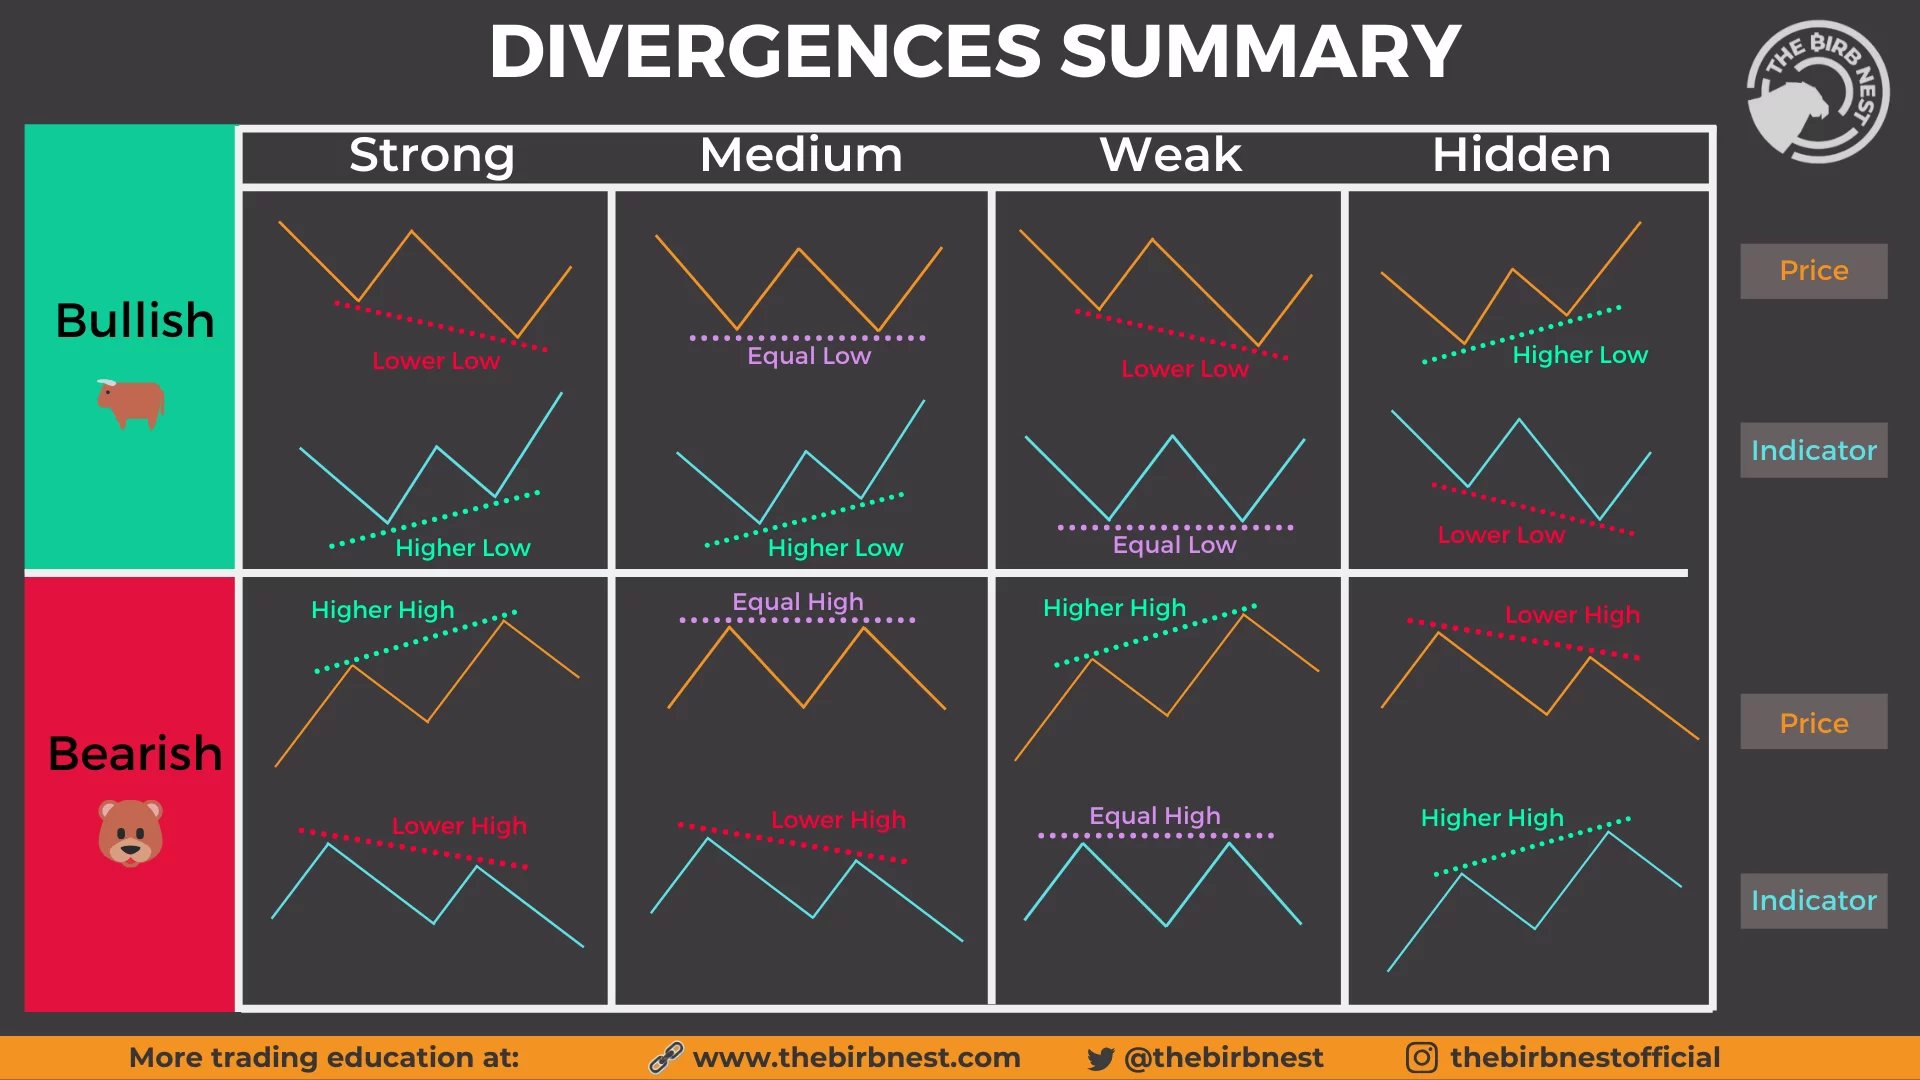 DIVERGENCES SUMMARY
THE BIRB NEST
Strong Medium Weak Hidden
Bullish
Lower Low
Equal Low
Lower Low
Higher Low
Price
Higher Low
Higher Low
Equal Low
Lower Low
Indicator
Bearish
Higher High
Equal High
Higher High
Lower High
Price
Lower High
Lower High
Equal High
Higher High
Indicator
More trading education at: www.thebirbnest.com @thebirbnest thebirbnestofficial